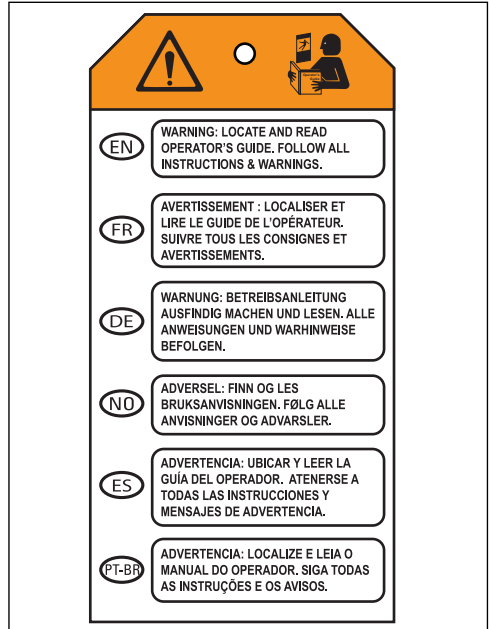 Operator's
Guide
EN
WARNING: LOCATE AND READ
OPERATOR'S GUIDE. FOLLOW ALL
INSTRUCTIONS & WARNINGS.
FR
AVERTISSEMENT : LOCALISER ET
LIRE LE GUIDE DE L'OPÉRATEUR.
SUIVRE TOUS LES CONSIGNES ET
AVERTISSEMENTS.
DE
WARNUNG: BETREIBSANLEITUNG
AUSFINDIG MACHEN UND LESEN. ALLE
ANWEISUNGEN UND WARHINWEISE
BEFOLGEN.
NO
ADVERSEL: FINN OG LES
BRUKSANVISNINGEN. FØLG ALLE
ANVISNINGER OG ADVARSLER.
ES
ADVERTENCIA: UBICAR Y LEER LA
GUÍA DEL OPERADOR. ATENERSE A
TODAS LAS INSTRUCCIONES Y
MENSAJES DE ADVERTENCIA.
PT-BR
ADVERTENCIA: LOCALIZE E LEIA O
MANUAL DO OPERADOR. SIGA TODAS
AS INSTRUÇÕES E OS AVISOS.